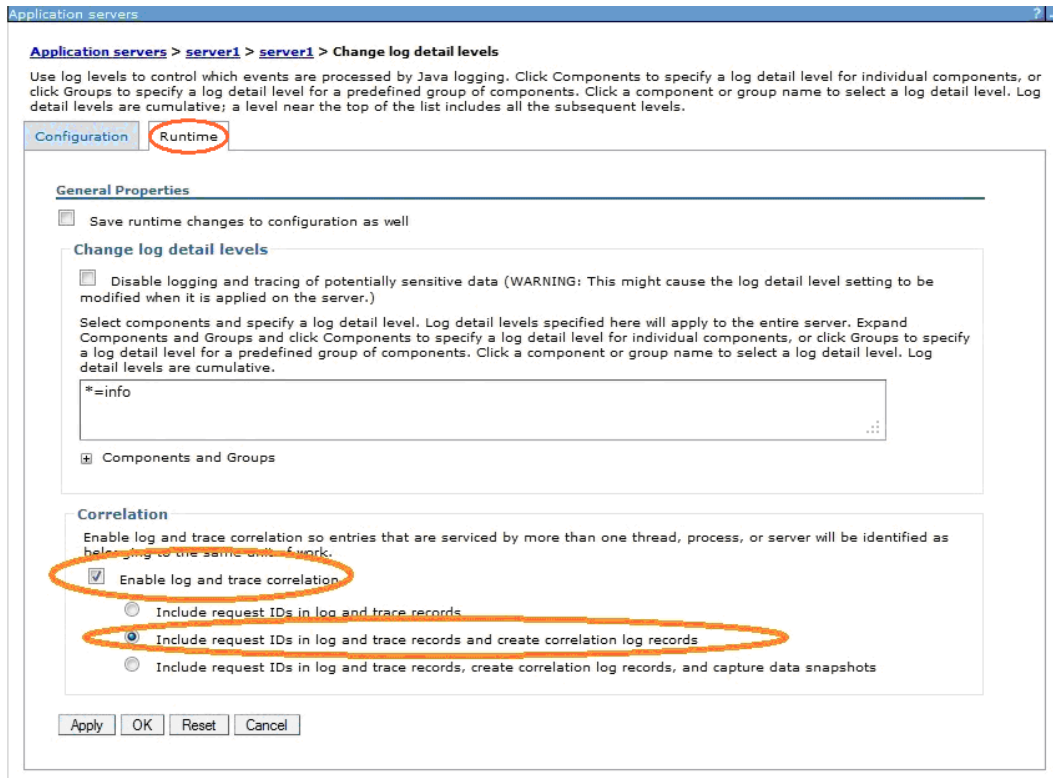 Application servers ? _
Application servers > server1 > server1 > Change log detail levels
Use log levels to control which events are processed by Java logging. Click Components to specify a log detail level for individual components, or
click Groups to specify a log detail level for a predefined group of components. Click a component or group name to select a log detail level. Log
detail levels are cumulative; a level near the top of the list includes all the subsequent levels.
Configuration Runtime
General Properties
Save runtime changes to configuration as well
Change log detail levels
Disable logging and tracing of potentially sensitive data (WARNING: This might cause the log detail level setting to be
modified when it is applied on the server.)
Select components and specify a log detail level. Log detail levels specified here will apply to the entire server. Expand
Components and Groups and click Components to specify a log detail level for individual components, or click Groups to specify
a log detail level for a predefined group of components. Click a component or group name to select a log detail level. Log
detail levels are cumulative.
*=info
Components and Groups
Correlation
Enable log and trace correlation so entries that are serviced by more than one thread, process, or server will be identified as
belonging to the same unit of work.
Enable log and trace correlation
Include request IDs in log and trace records
Include request IDs in log and trace records and create correlation log records
Include request IDs in log and trace records, create correlation log records, and capture data snapshots
Apply OK Reset Cancel